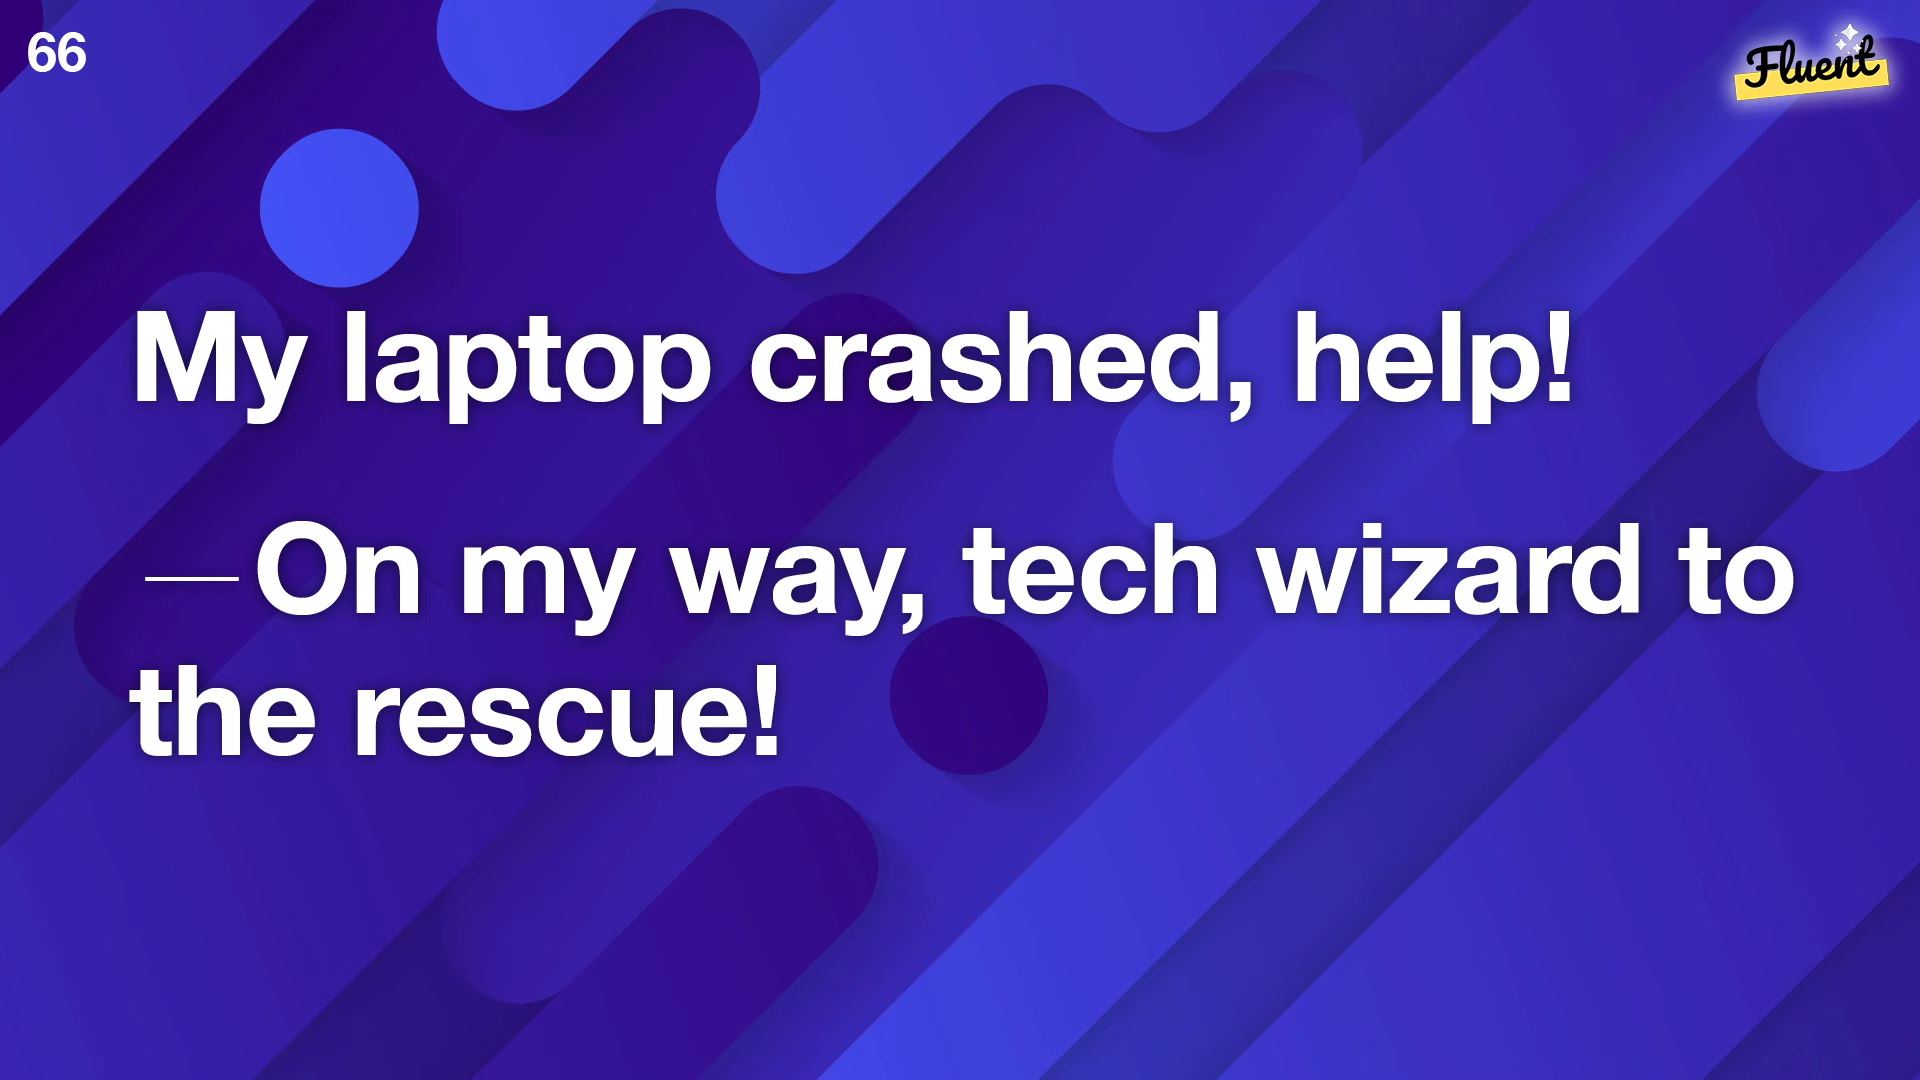 66
Fluent
My laptop crashed, help!
—On my way, tech wizard to
the rescue!